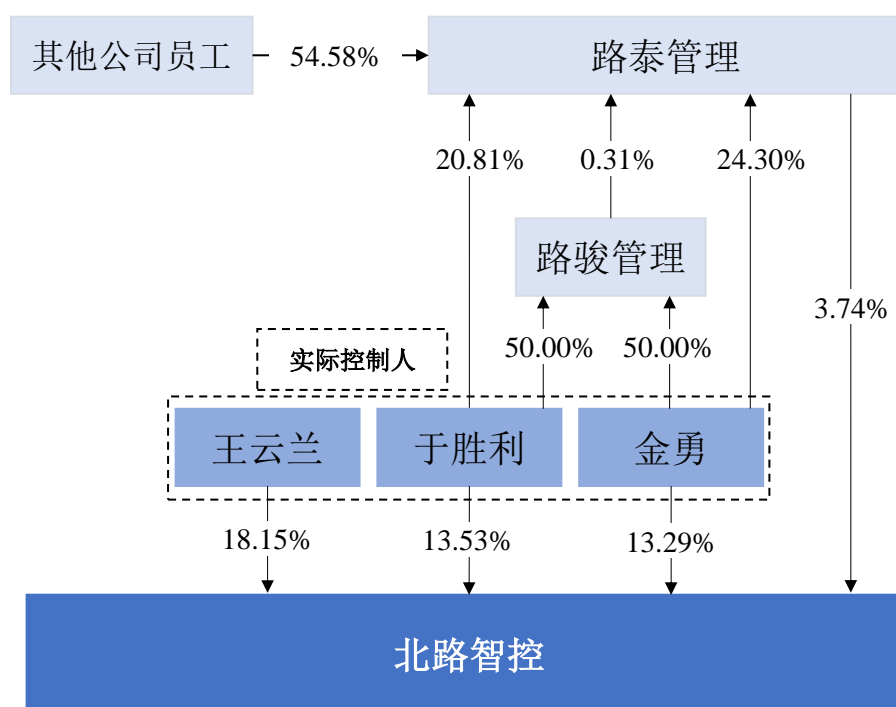 其他公司员工
54.58%
路泰管理
20.81%
0.31%
24.30%
路骏管理
3.74%
50.00%
50.00%
实际控制人
王云兰
于胜利
金勇
18.15%
13.53%
13.29%
北路智控